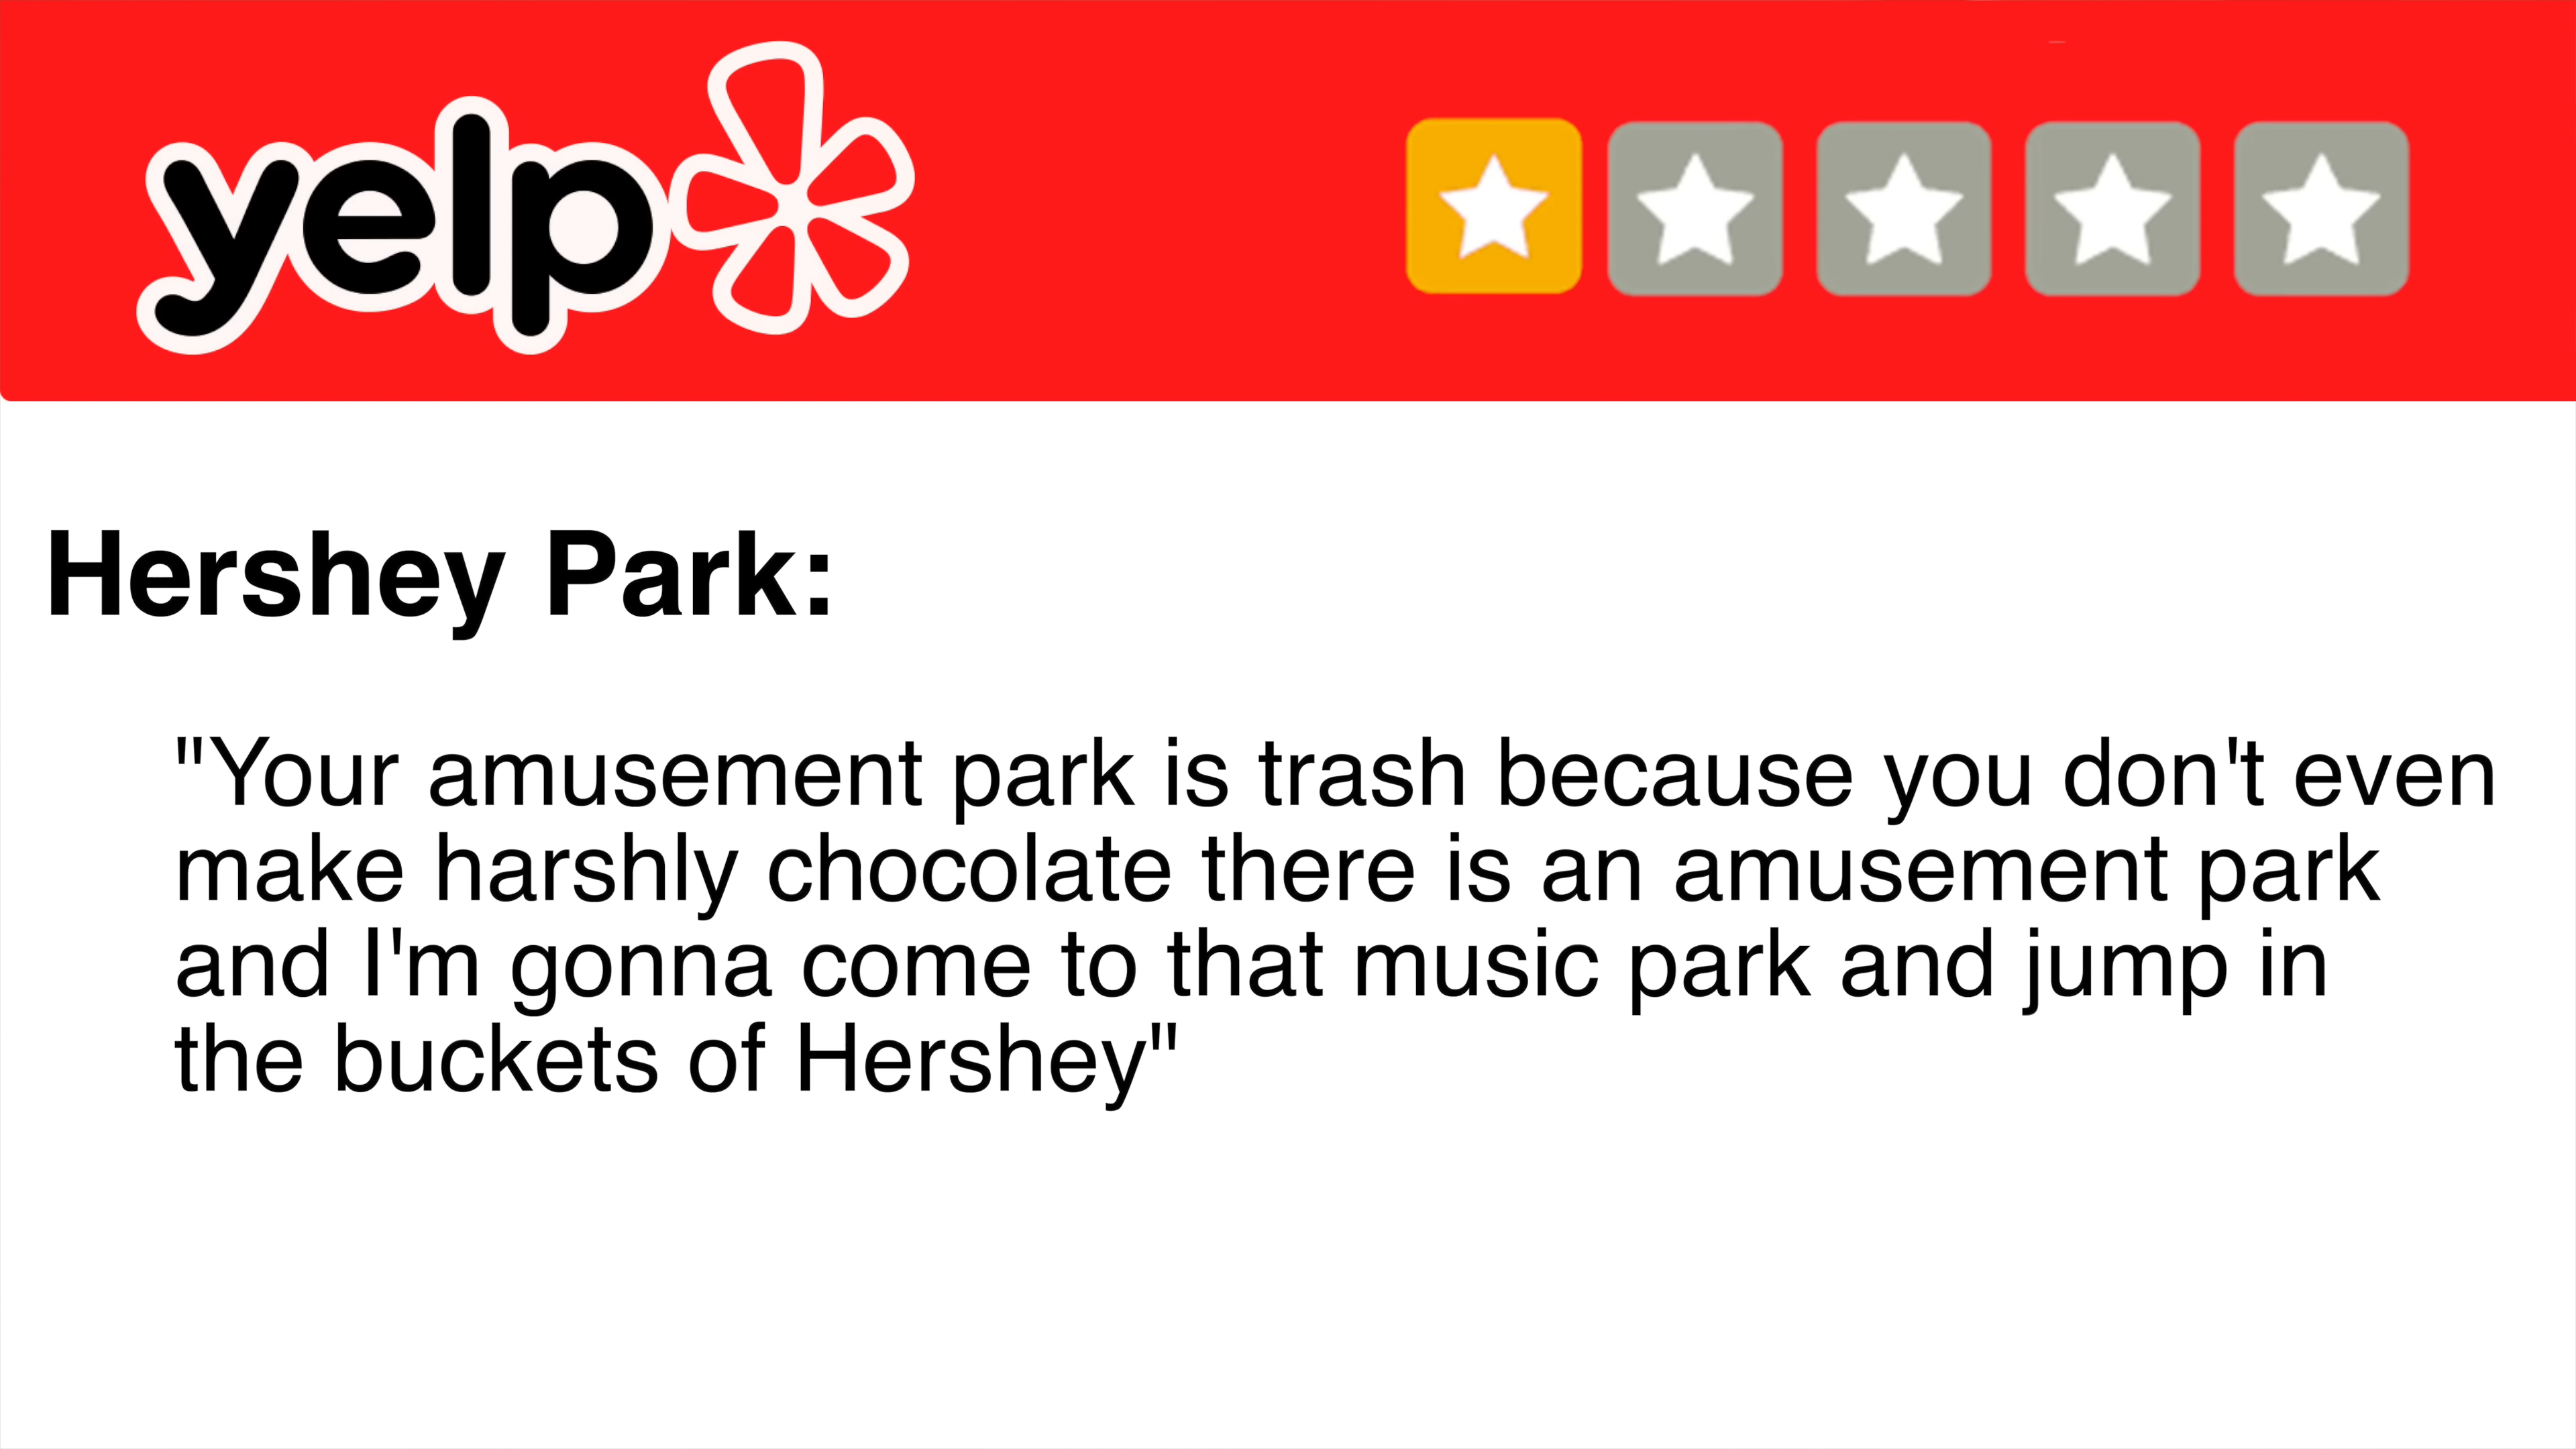 yelp
Hershey Park:
"Your amusement park is trash because you don't even
make harshly chocolate there is an amusement park
and I'm gonna come to that music park and jump in
the buckets of Hershey"